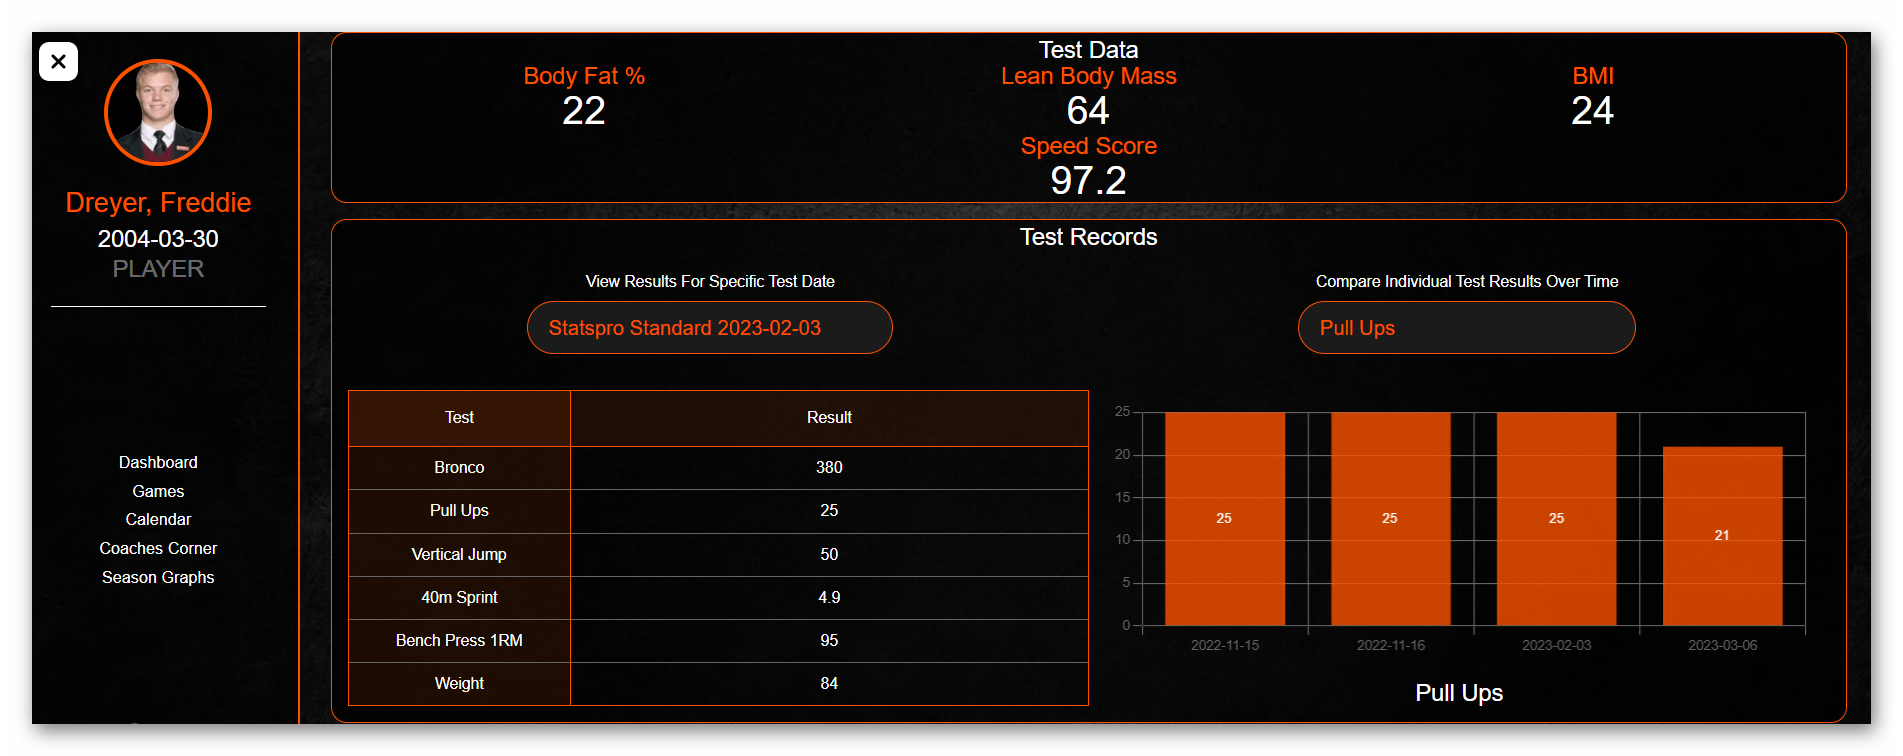 Dreyer, Freddie
2004-03-30
PLAYER
Dashboard
Games
Calendar
Coaches Corner
Season Graphs
Test Data
Body Fat %
22
Lean Body Mass
64
BMI
24
Speed Score
97.2
Test Records
View Results For Specific Test Date
Statspro Standard 2023-02-03
Test Result
Bronco 380
Pull Ups 25
Vertical Jump 50
40m Sprint 4.9
Bench Press 1RM 95
Weight 84
Compare Individual Test Results Over Time
Pull Ups
25
20
15
10
5
0
25 25 25 21
2022-11-15 2022-11-16 2023-02-03 2023-03-06
Pull Ups